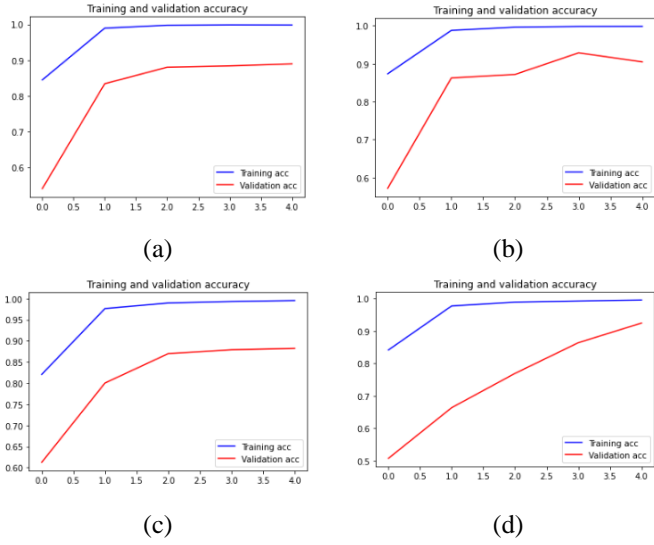 Training and validation accuracy
1.0
0.9
0.8
0.7
0.6
Training acc
Validation acc
0.0 0.5 1.0 1.5 2.0 2.5 3.0 3.5 4.0
(a)
Training and validation accuracy
1.0
0.9
0.8
0.7
0.6
Training acc
Validation acc
0.0 0.5 1.0 1.5 2.0 2.5 3.0 3.5 4.0
(b)
Training and validation accuracy
1.00
0.95
0.90
0.85
0.80
0.75
0.70
0.65
0.60
Training acc
Validation acc
0.0 0.5 1.0 1.5 2.0 2.5 3.0 3.5 4.0
(c)
Training and validation accuracy
1.0
0.9
0.8
0.7
0.6
0.5
Training acc
Validation acc
0.0 0.5 1.0 1.5 2.0 2.5 3.0 3.5 4.0
(d)